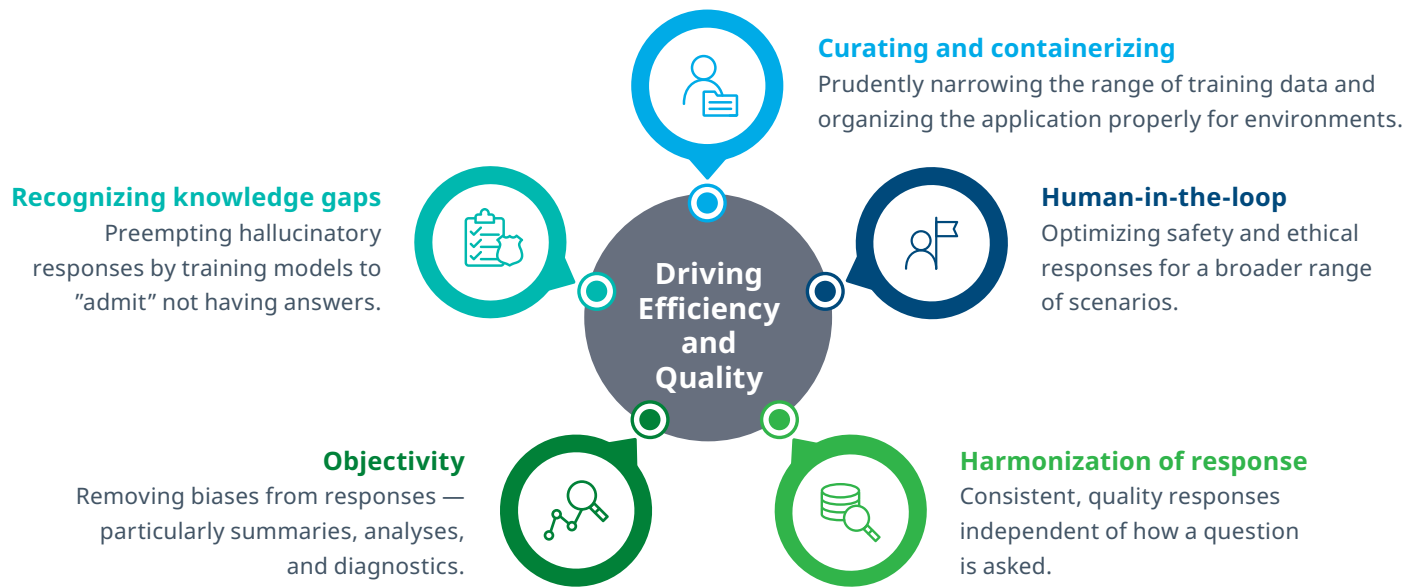 Curating and containerizing
Prudently narrowing the range of training data and
organizing the application properly for environments.
Recognizing knowledge gaps
Preempting hallucinatory
responses by training models to
”admit” not having answers.
Human-in-the-loop
Optimizing safety and ethical
responses for a broader range
of scenarios.
Driving
Efficiency
and
Quality
Objectivity
Removing biases from responses —
particularly summaries, analyses,
and diagnostics.
Harmonization of response
Consistent, quality responses
independent of how a question
is asked.